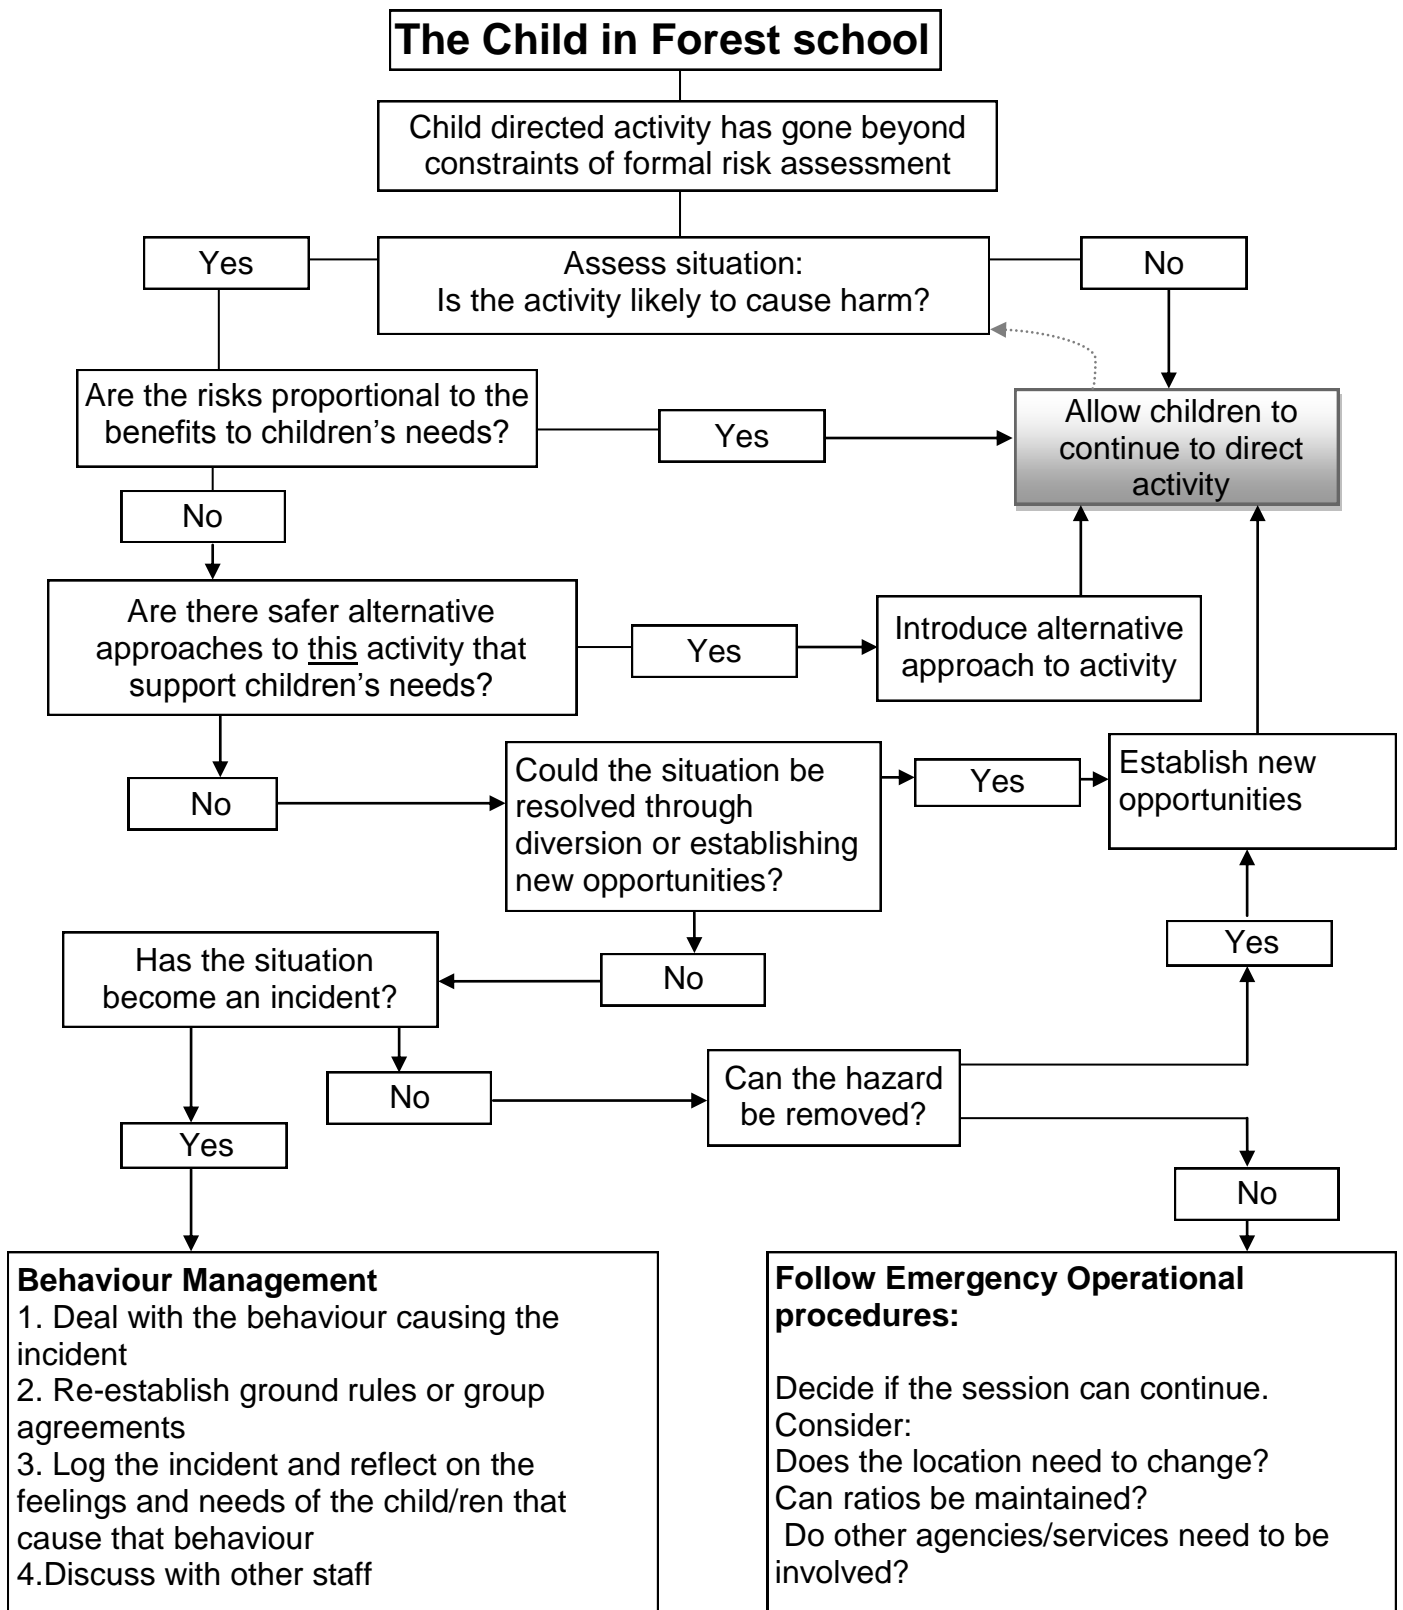 The Child in Forest school
Child directed activity has gone beyond
constraints of formal risk assessment
Yes
Assess situation:
Is the activity likely to cause harm?
No
Are the risks proportional to the
benefits to children’s needs?
Yes
Allow children to
continue to direct
activity
No
Are there safer alternative
approaches to this activity that
support children’s needs?
Yes
Introduce alternative
approach to activity
No
Could the situation be
resolved through
diversion or establishing
new opportunities?
Yes
Establish new
opportunities
Has the situation
become an incident?
No
Yes
No
Can the hazard
be removed?
Yes
No
Behaviour Management
1. Deal with the behaviour causing the
incident
2. Re-establish ground rules or group
agreements
3. Log the incident and reflect on the
feelings and needs of the child/ren that
cause that behaviour
4.Discuss with other staff
Follow Emergency Operational
procedures:
Decide if the session can continue.
Consider:
Does the location need to change?
Can ratios be maintained?
Do other agencies/services need to be
involved?